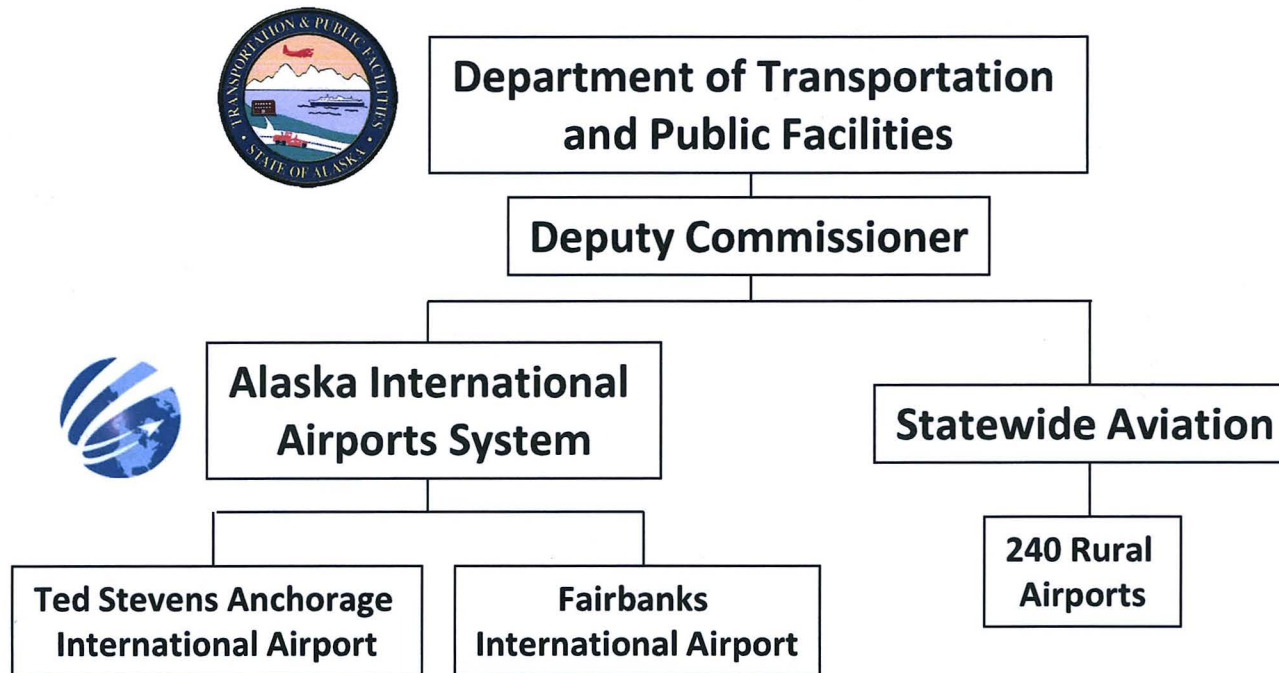 TRANSPORTATION & PUBLIC FACILITIES
STATE OF ALASKA
Department of Transportation
and Public Facilities
Deputy Commissioner
Alaska International
Airports System
Statewide Aviation
Ted Stevens Anchorage
International Airport
Fairbanks
International Airport
240 Rural
Airports